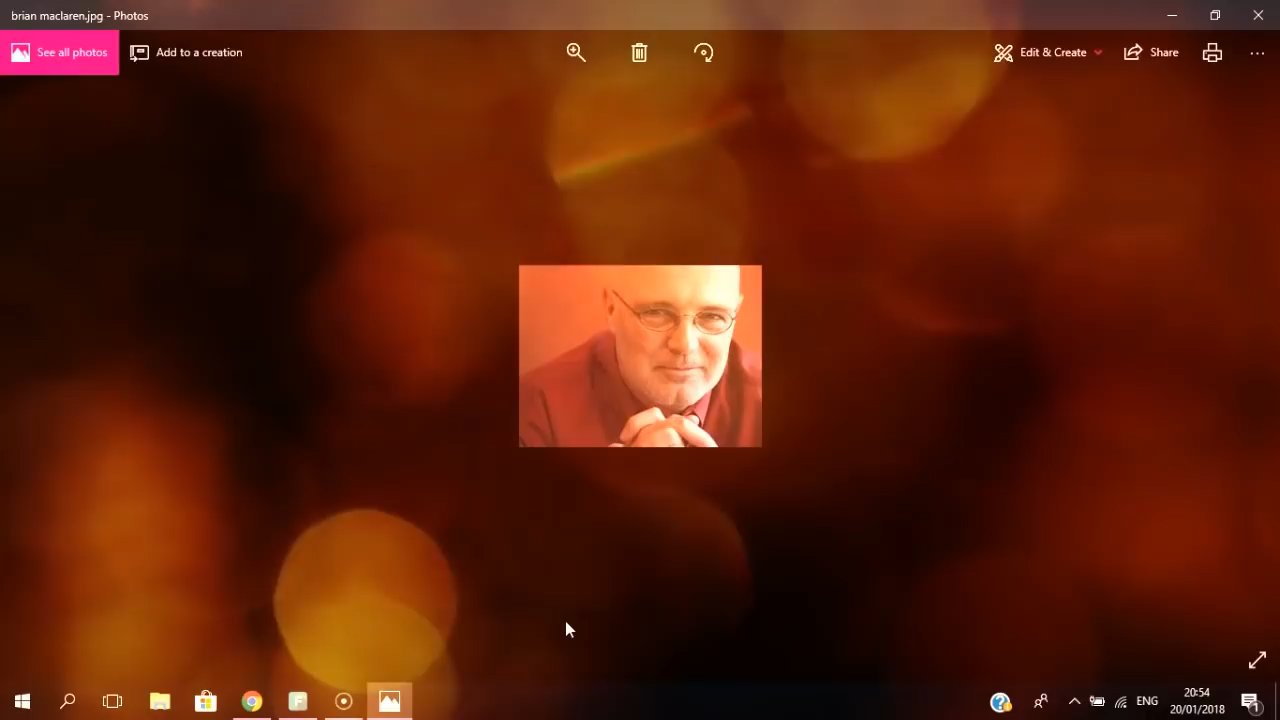 brian maclaren.jpg - Photos
See all photos
Add to a creation
Edit & Create
Share
ENG
20:54
20/01/2018
1